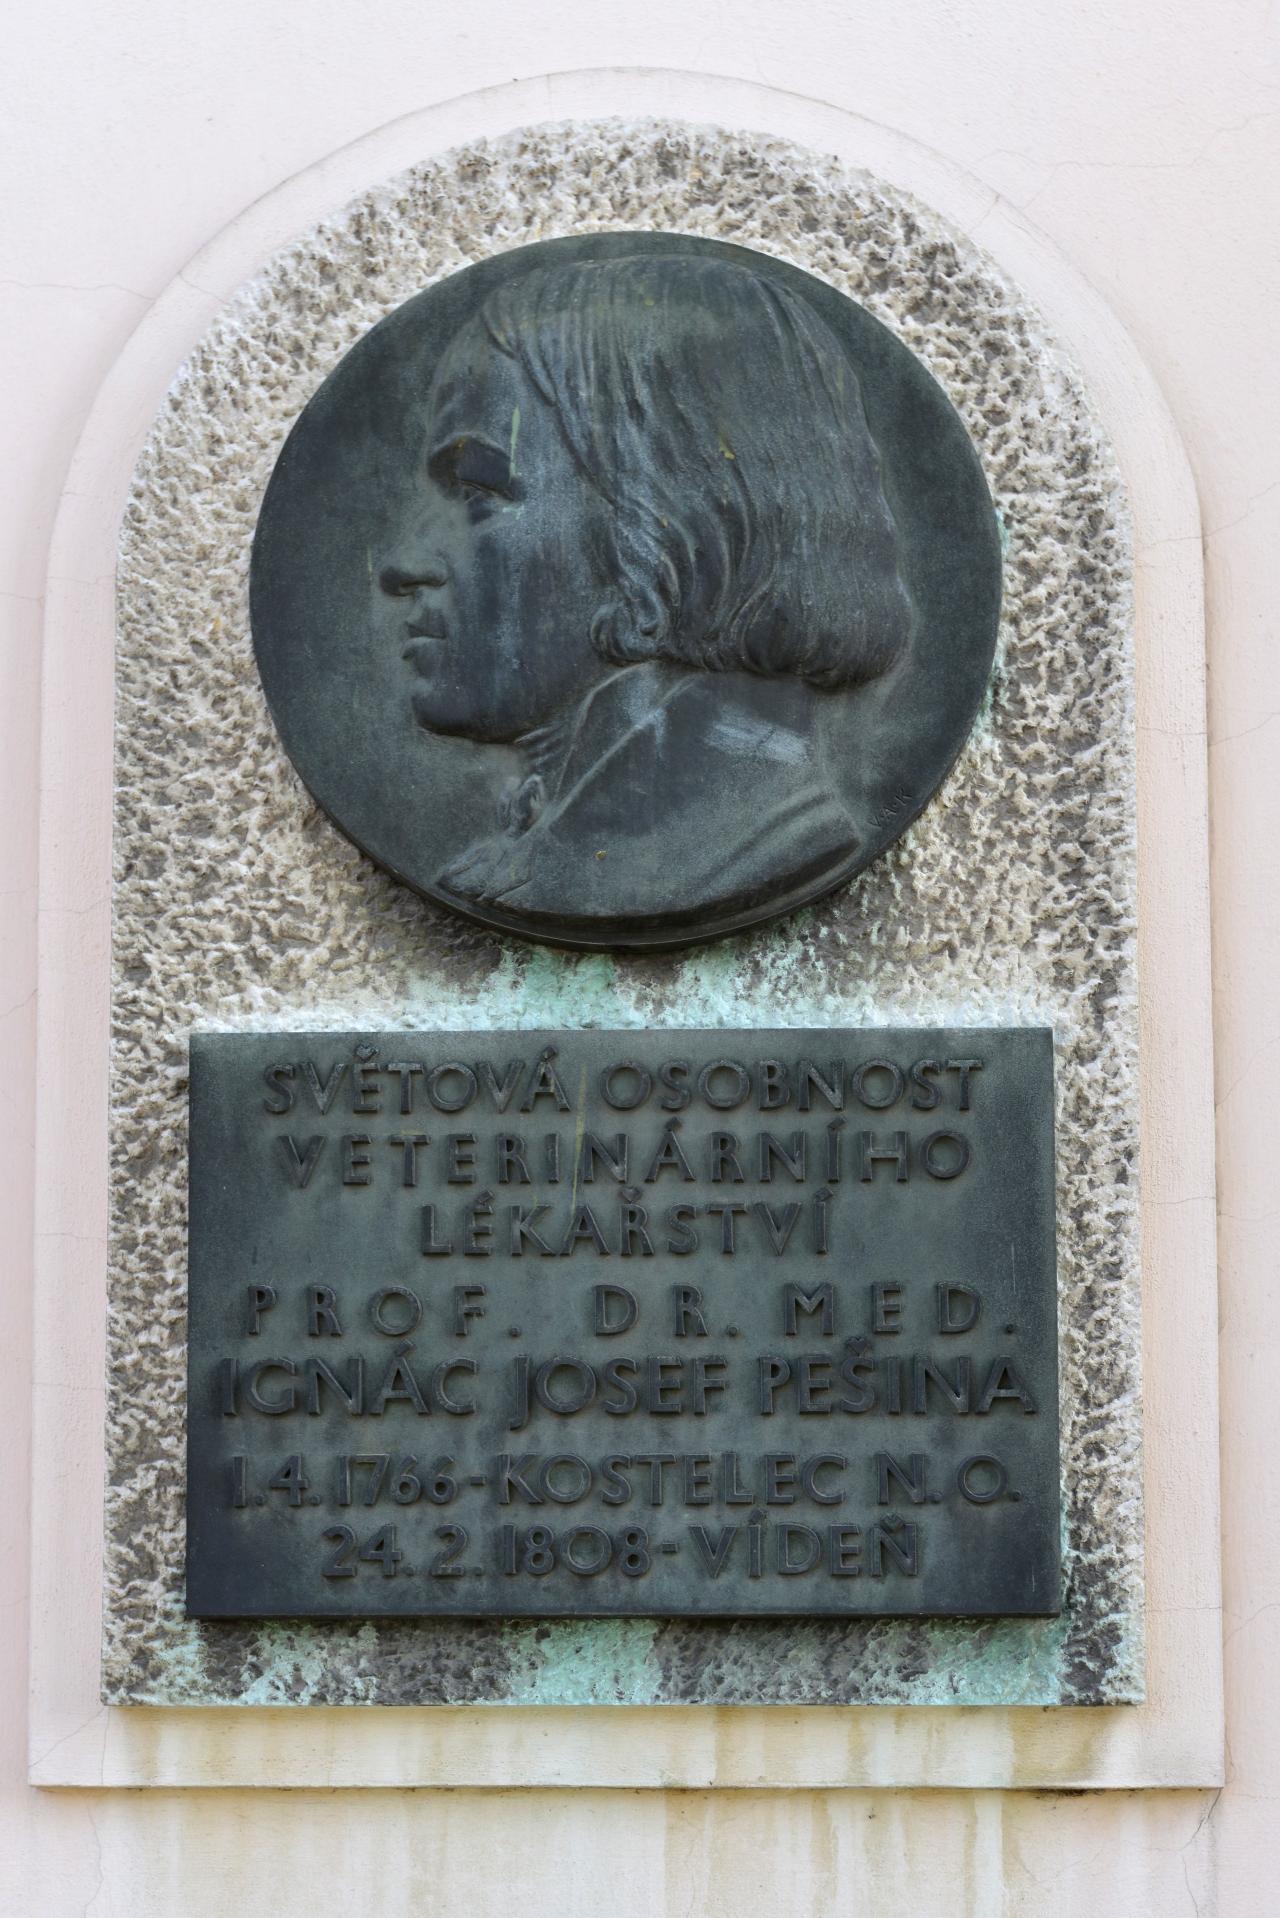 V.A.K
SVĚTOVÁ OSOBNOST
VETERINÁRNÍHO
LÉKAŘSTVÍ
PROF. DR. MED.
IGNÁC JOSEF PEŠINA
1.4.1766-KOSTELEC N.O.
24.2.1808-VÍDEŇ